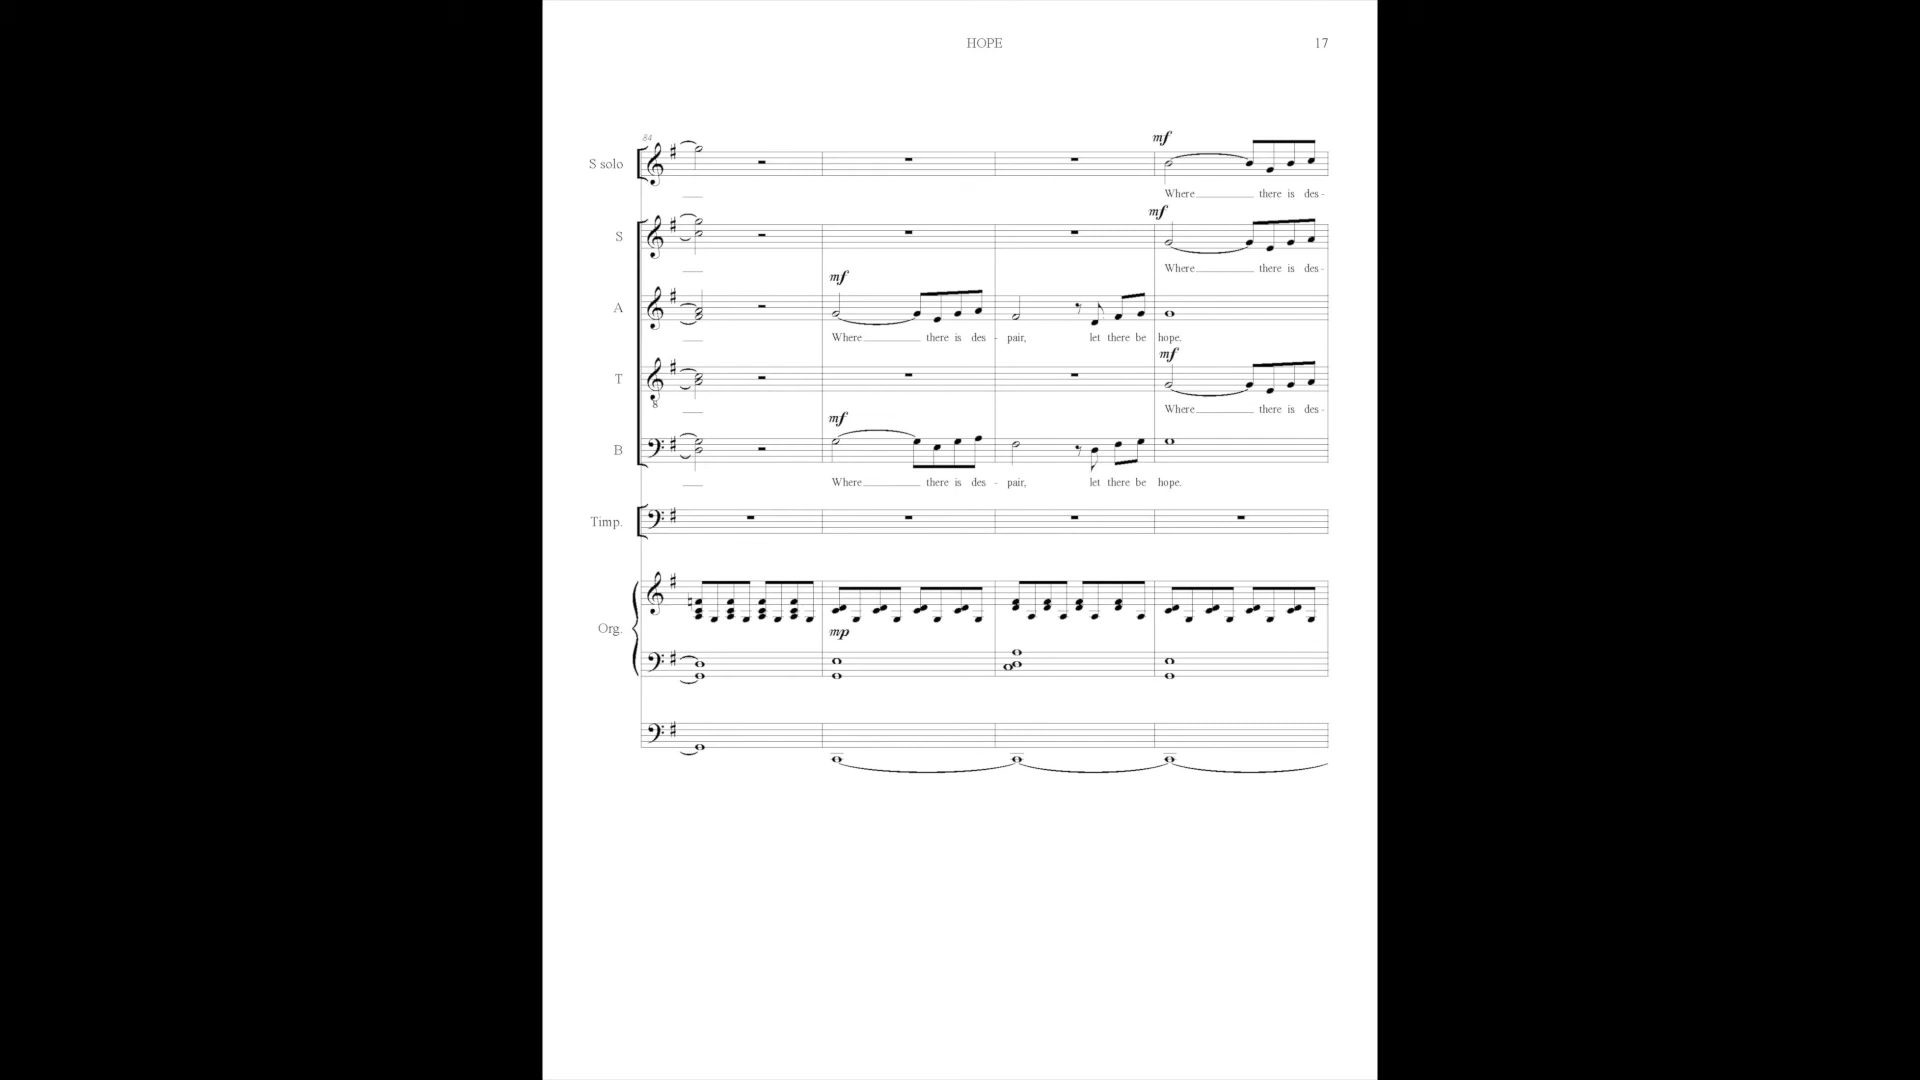 HOPE 17
84
mf
S solo
Where there is des-
mf
S
Where there is des-
mf
A
Where there is des - pair, let there be hope.
mf
T
8
Where there is des-
mf
B
Where there is des - pair, let there be hope.
Timp.
Org.
mp